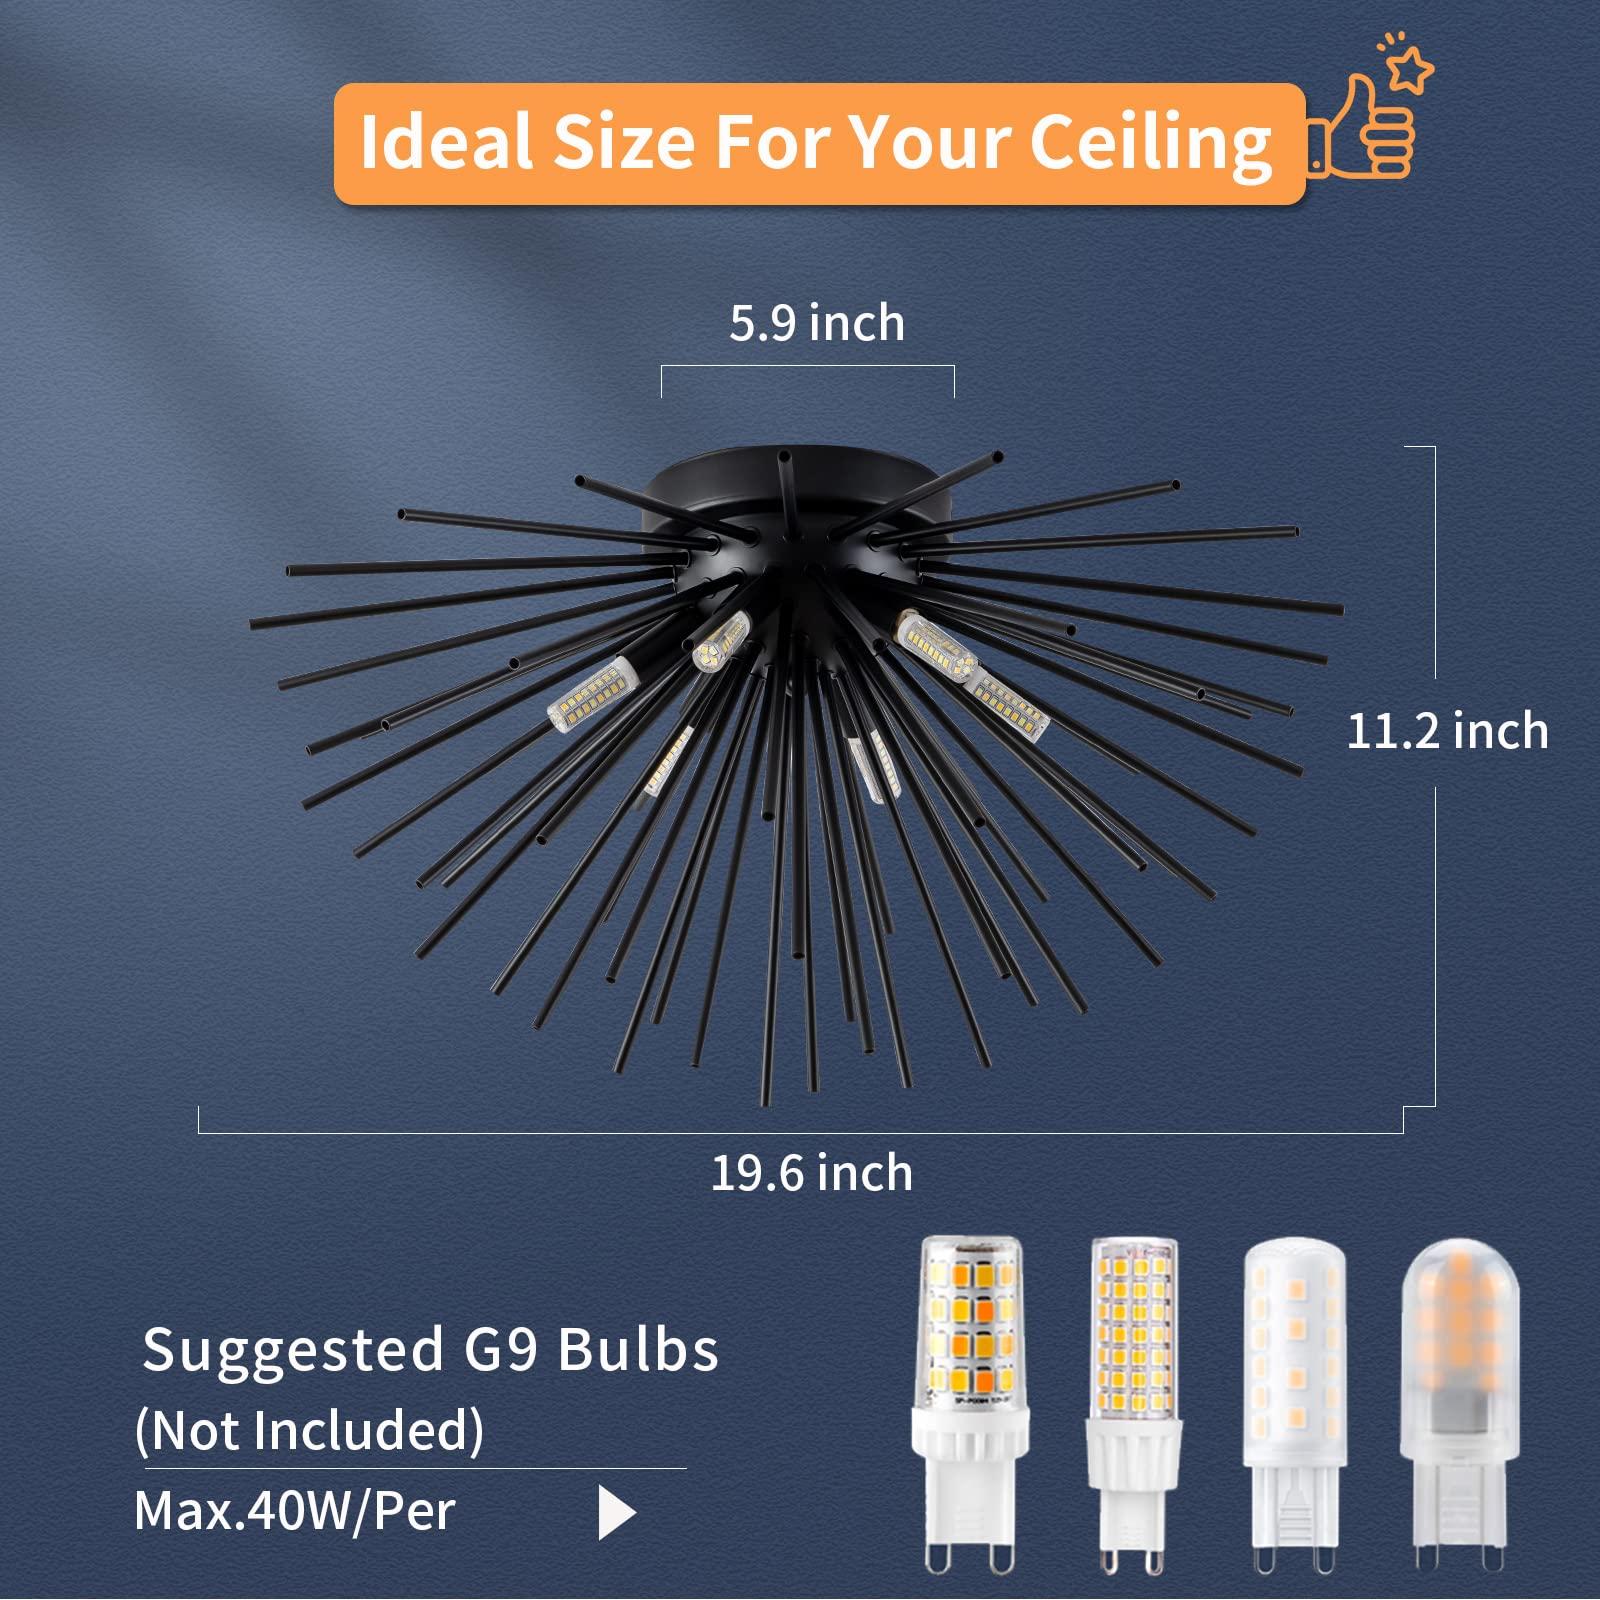 Ideal Size For Your Ceiling
5.9 inch
11.2 inch
19.6 inch
Suggested G9 Bulbs
(Not Included)
Max.40W/Per